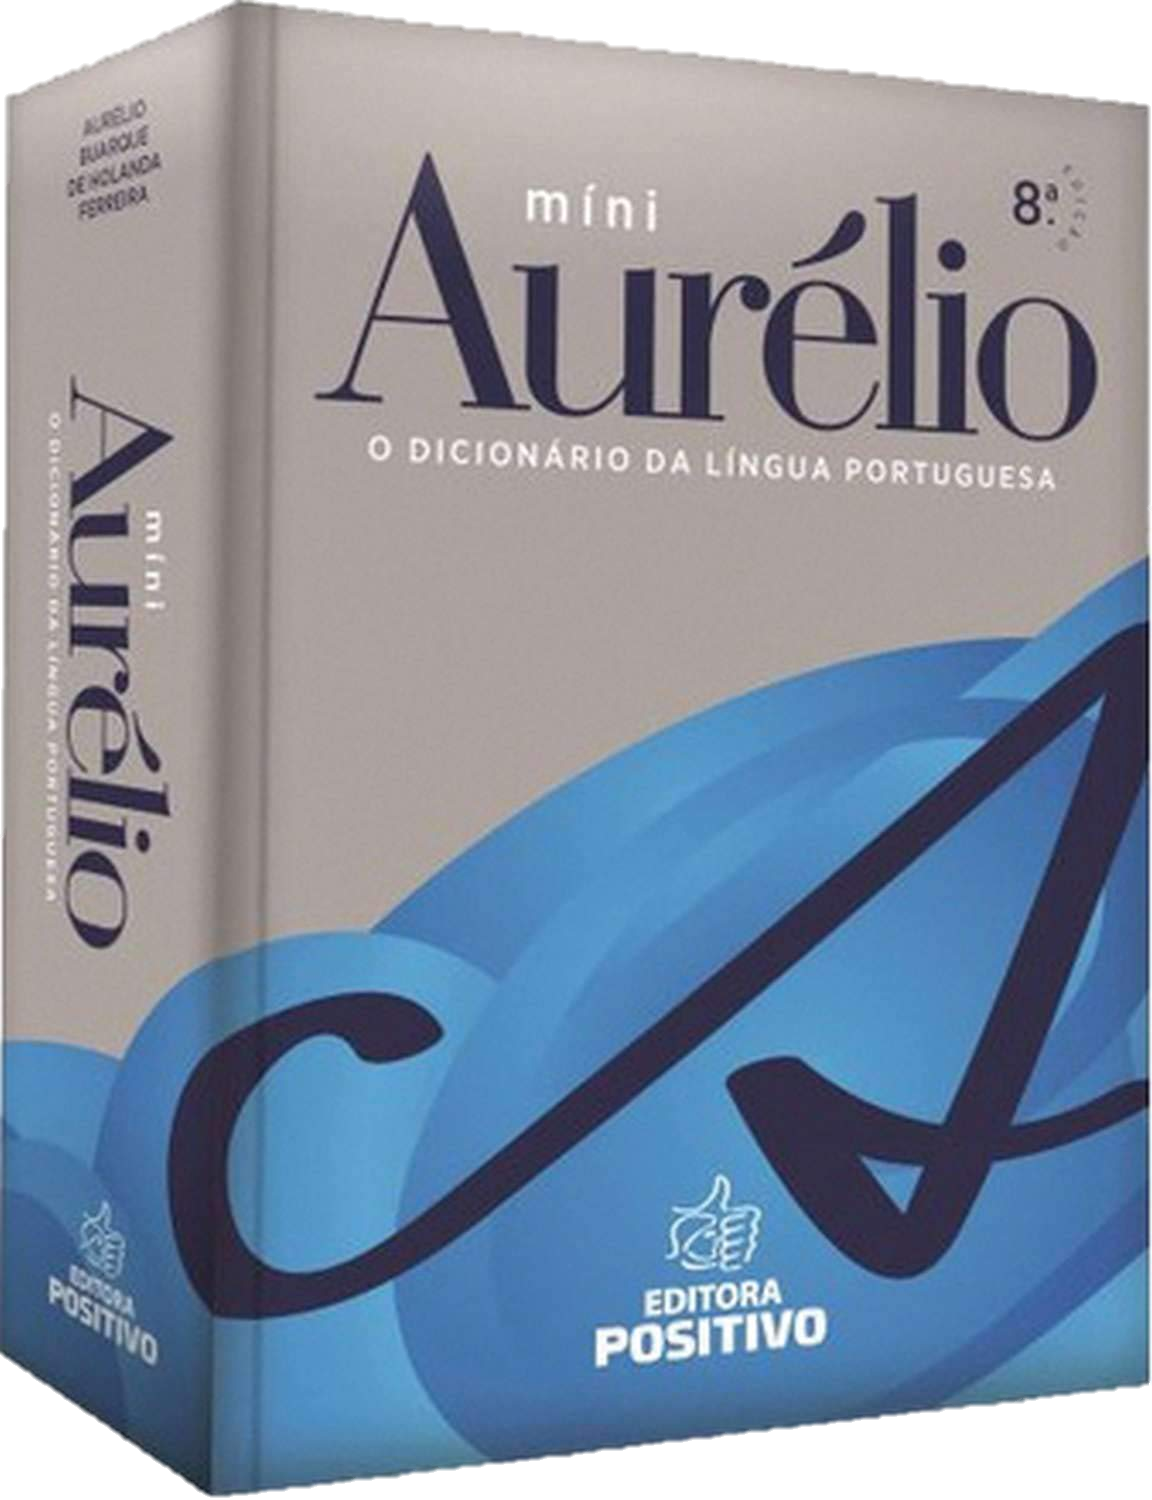 AURÉLIO
BUARQUE
DE HOLANDA
FERREIRA
míni
Aurélio
O DICIONÁRIO DA LÍNGUA PORTUGUESA
EDITORA
POSITIVO
míni
8.ª
Aurélio
O DICIONÁRIO DA LÍNGUA PORTUGUESA
A
EDITORA
POSITIVO